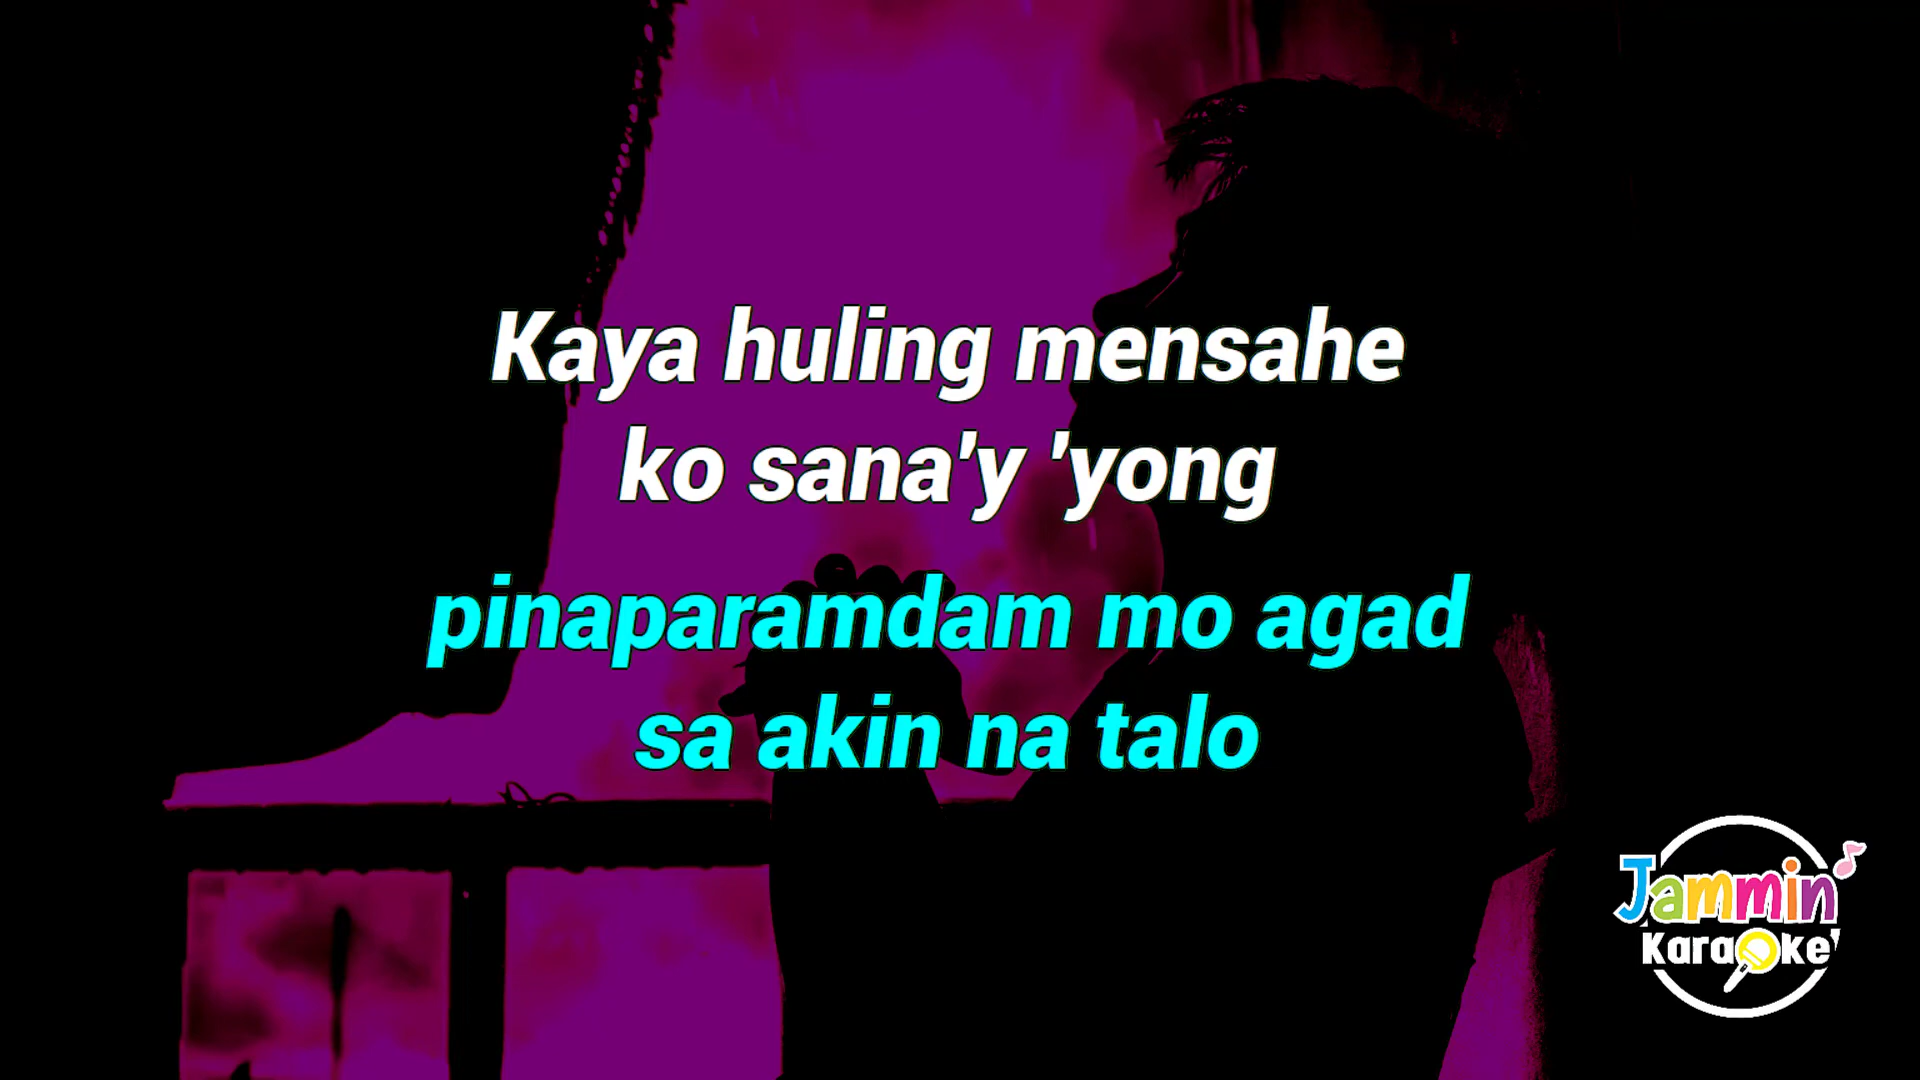 Kaya huling mensahe
ko sana'y 'yong
pinaparamdam mo agad
sa akin na talo
Jammin'
Karaoke